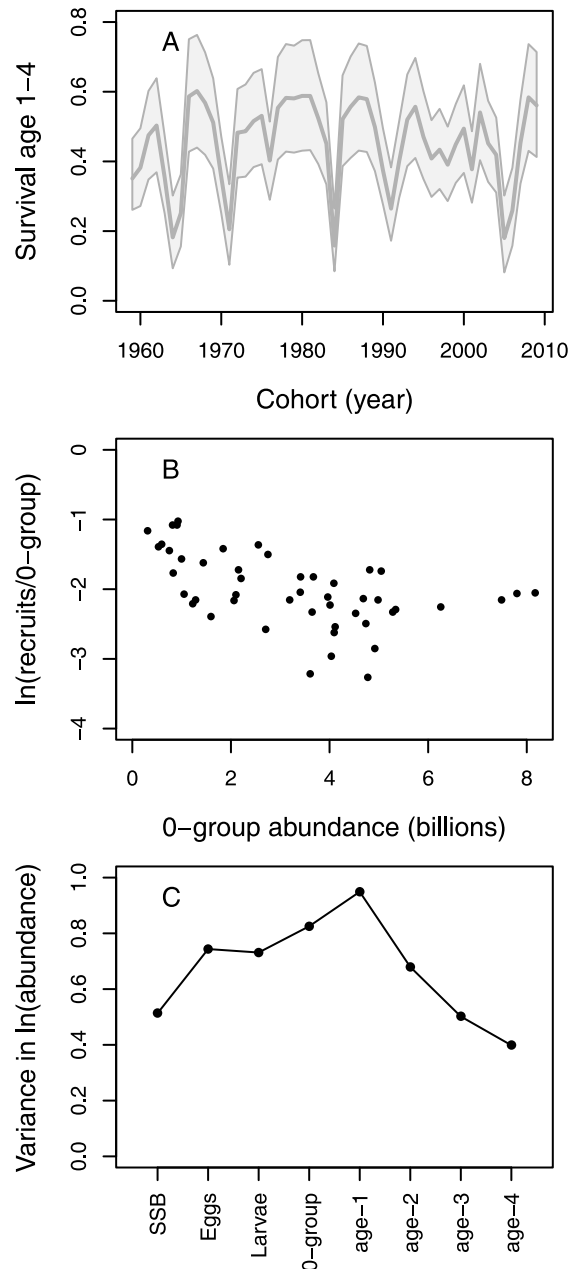 A
Survival age 1−4
0.0 0.2 0.4 0.6 0.8
1960 1970 1980 1990 2000 2010
Cohort (year)
B
ln(recruits/0−group)
−4 −3 −2 −1 0
0 2 4 6 8
0−group abundance (billions)
C
Variance in ln(abundance)
0.0 0.2 0.4 0.6 0.8 1.0
SSB
Eggs
Larvae
0−group
age−1
age−2
age−3
age−4